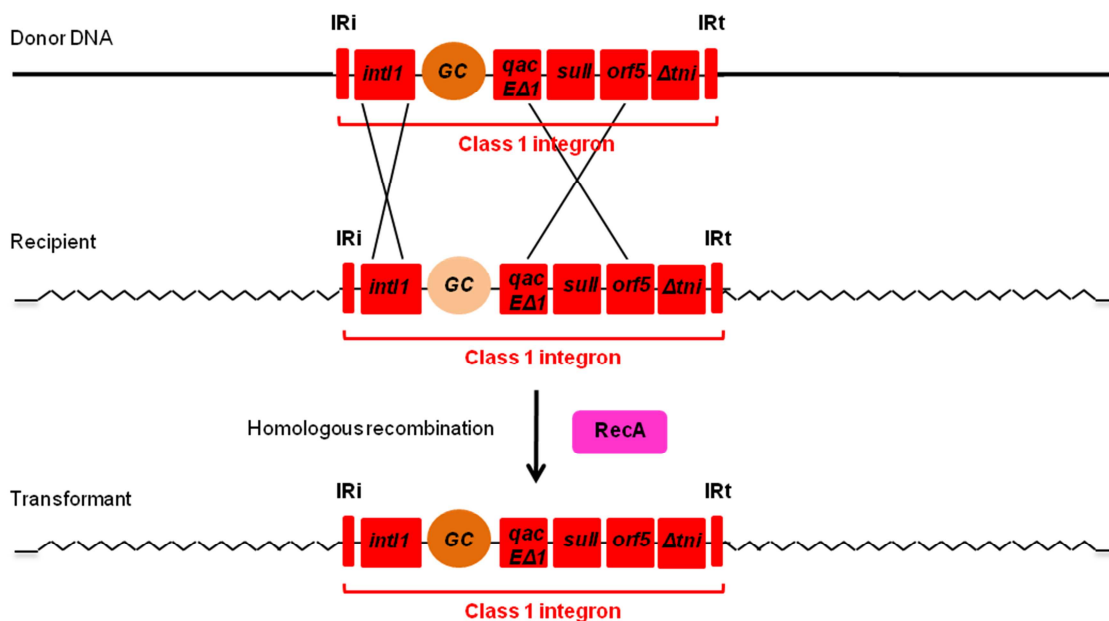 IRi
IRt
Donor DNA
intI1
GC
qac
EΔ1
sulI
orf5
Δtni
Class 1 integron
Recipient
IRi
IRt
intI1
GC
qac
EΔ1
sulI
orf5
Δtni
Class 1 integron
Homologous recombination
RecA
Transformant
IRi
IRt
intI1
GC
qac
EΔ1
sulI
orf5
Δtni
Class 1 integron